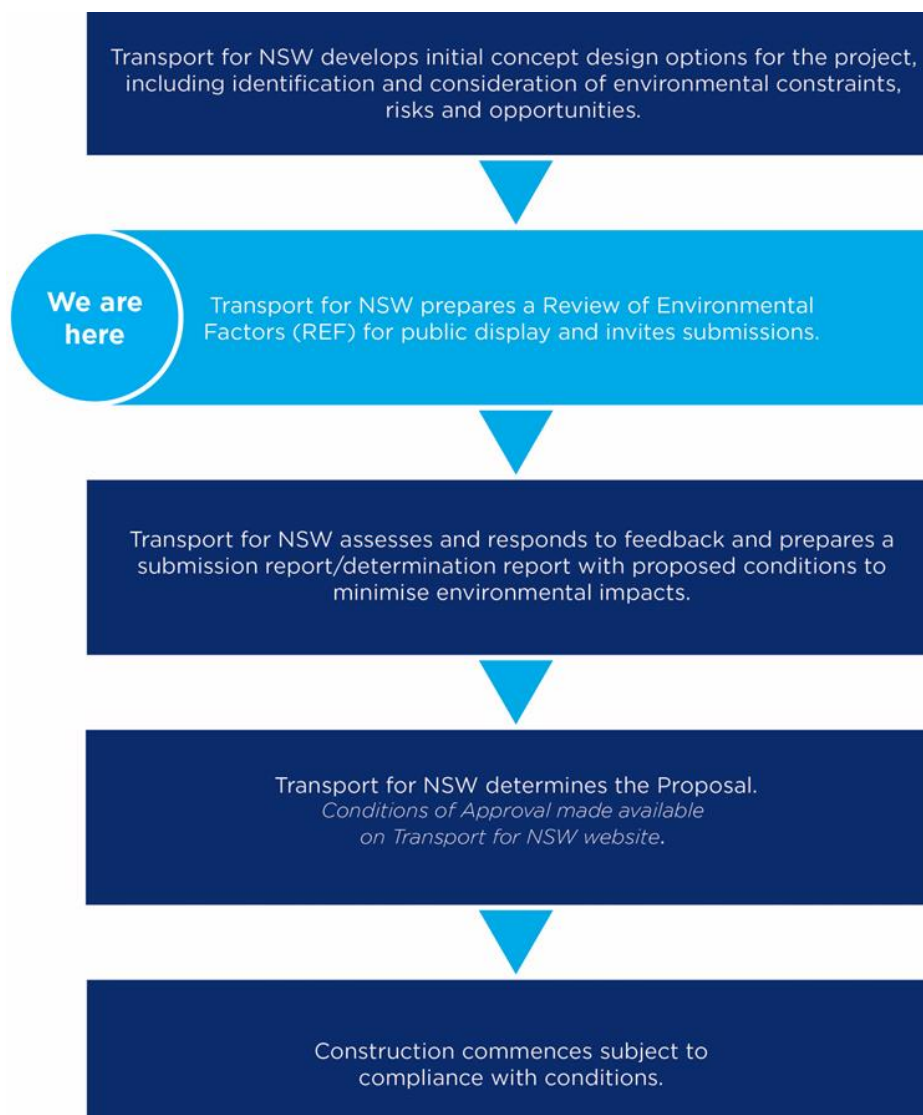 Transport for NSW develops initial concept design options for the project,
including identification and consideration of environmental constraints,
risks and opportunities.
We are
here
Transport for NSW prepares a Review of Environmental
Factors (REF) for public display and invites submissions.
Transport for NSW assesses and responds to feedback and prepares a
submission report/determination report with proposed conditions to
minimise environmental impacts.
Transport for NSW determines the Proposal.
Conditions of Approval made available
on Transport for NSW website.
Construction commences subject to
compliance with conditions.